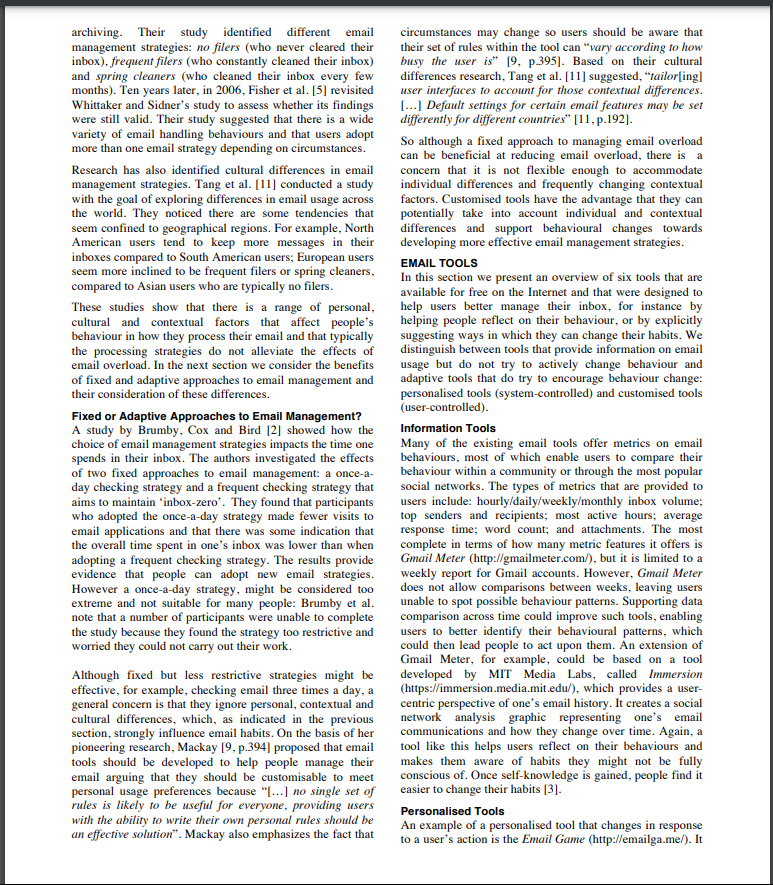 archiving. Their study identified different email
management strategies: no filers (who never cleared their
inbox), frequent filers (who constantly cleaned their inbox)
and spring cleaners (who cleaned their inbox every few
months). Ten years later, in 2006, Fisher et al. [5] revisited
Whittaker and Sidner's study to assess whether its findings
were still valid. Their study suggested that there is a wide
variety of email handling behaviours and that users adopt
more than one email strategy depending on circumstances.
Research has also identified cultural differences in email
management strategies. Tang et al. [11] conducted a study
with the goal of exploring differences in email usage across
the world. They noticed there are some tendencies that
seem confined to geographical regions. For example, North
American users tend to keep more messages in their
inboxes compared to South American users; European users
seem more inclined to be frequent filers or spring cleaners,
compared to Asian users who are typically no filers.
These studies show that there is a range of personal,
cultural and contextual factors that affect people's
behaviour in how they process their email and that typically
the processing strategies do not alleviate the effects of
email overload. In the next section we consider the benefits
of fixed and adaptive approaches to email management and
their consideration of these differences.
Fixed or Adaptive Approaches to Email Management?
A study by Brumby, Cox and Bird [2] showed how the
choice of email management strategies impacts the time one
spends in their inbox. The authors investigated the effects
of two fixed approaches to email management: a once-a-
day checking strategy and a frequent checking strategy that
aims to maintain 'inbox-zero'. They found that participants
who adopted the once-a-day strategy made fewer visits to
email applications and that there was some indication that
the overall time spent in one's inbox was lower than when
adopting a frequent checking strategy. The results provide
evidence that people can adopt new email strategies.
However a once-a-day strategy, might be considered too
extreme and not suitable for many people: Brumby et al.
note that a number of participants were unable to complete
the study because they found the strategy too restrictive and
worried they could not carry out their work.
Although fixed but less restrictive strategies might be
effective, for example, checking email three times a day, a
general concern is that they ignore personal, contextual and
cultural differences, which, as indicated in the previous
section, strongly influence email habits. On the basis of her
pioneering research, Mackay [9, p.394] proposed that email
tools should be developed to help people manage their
email arguing that they should be customisable to meet
personal usage preferences because "[…] no single set of
rules is likely to be useful for everyone, providing users
with the ability to write their own personal rules should be
an effective solution". Mackay also emphasizes the fact that
circumstances may change so users should be aware that
their set of rules within the tool can "vary according to how
busy the user is" [9, p.395]. Based on their cultural
differences research, Tang et al. [11] suggested, "tailor[ing]
user interfaces to account for those contextual differences.
[…] Default settings for certain email features may be set
differently for different countries" [11, p.192].
So although a fixed approach to managing email overload
can be beneficial at reducing email overload, there is a
concern that it is not flexible enough to accommodate
individual differences and frequently changing contextual
factors. Customised tools have the advantage that they can
potentially take into account individual and contextual
differences and support behavioural changes towards
developing more effective email management strategies.
EMAIL TOOLS
In this section we present an overview of six tools that are
available for free on the Internet and that were designed to
help users better manage their inbox, for instance by
helping people reflect on their behaviour, or by explicitly
suggesting ways in which they can change their habits. We
distinguish between tools that provide information on email
usage but do not try to actively change behaviour and
adaptive tools that do try to encourage behaviour change:
personalised tools (system-controlled) and customised tools
(user-controlled).
Information Tools
Many of the existing email tools offer metrics on email
behaviours, most of which enable users to compare their
behaviour within a community or through the most popular
social networks. The types of metrics that are provided to
users include: hourly/daily/weekly/monthly inbox volume;
top senders and recipients; most active hours; average
response time; word count; and attachments. The most
complete in terms of how many metric features it offers is
Gmail Meter (http://gmailmeter.com/), but it is limited to a
weekly report for Gmail accounts. However, Gmail Meter
does not allow comparisons between weeks, leaving users
unable to spot possible behaviour patterns. Supporting data
comparison across time could improve such tools, enabling
users to better identify their behavioural patterns, which
could then lead people to act upon them. An extension of
Gmail Meter, for example, could be based on a tool
developed by MIT Media Labs, called Immersion
(https://immersion.media.mit.edu/), which provides a user-
centric perspective of one's email history. It creates a social
network analysis graphic representing one's email
communications and how they change over time. Again, a
tool like this helps users reflect on their behaviours and
makes them aware of habits they might not be fully
conscious of. Once self-knowledge is gained, people find it
easier to change their habits [3].
Personalised Tools
An example of a personalised tool that changes in response
to a user's action is the Email Game (http://emailga.me/). It